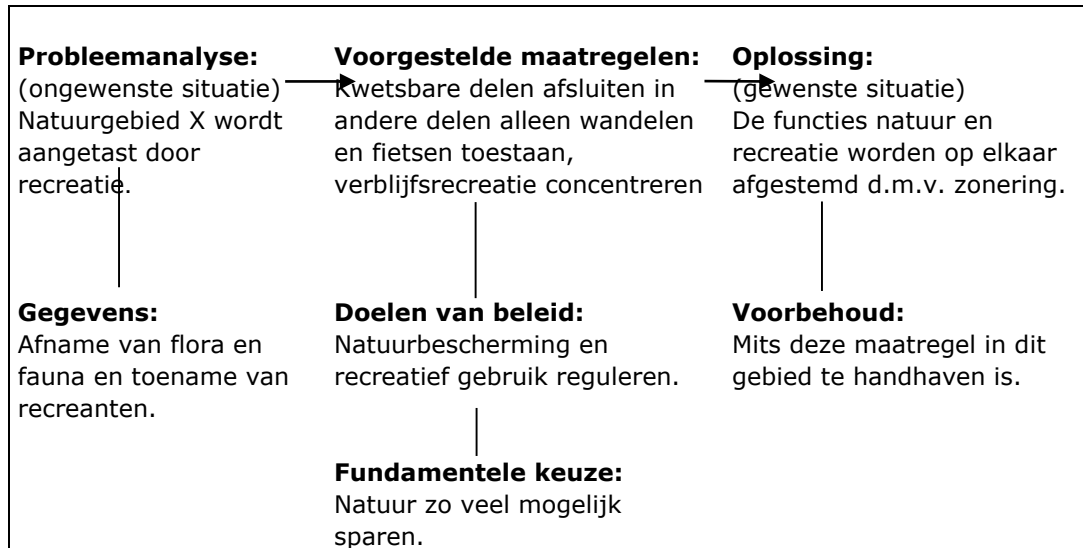 Probleemanalyse:
(ongewenste situatie)
Natuurgebied X wordt
aangetast door
recreatie.
Voorgestelde maatregelen:
Kwetsbare delen afsluiten in
andere delen alleen wandelen
en fietsen toestaan,
verblijfsrecreatie concentreren
Oplossing:
(gewenste situatie)
De functies natuur en
recreatie worden op elkaar
afgestemd d.m.v. zonering.
Gegevens:
Afname van flora en
fauna en toename van
recreanten.
Doelen van beleid:
Natuurbescherming en
recreatief gebruik reguleren.
Voorbehoud:
Mits deze maatregel in dit
gebied te handhaven is.
Fundamentele keuze:
Natuur zo veel mogelijk
sparen.